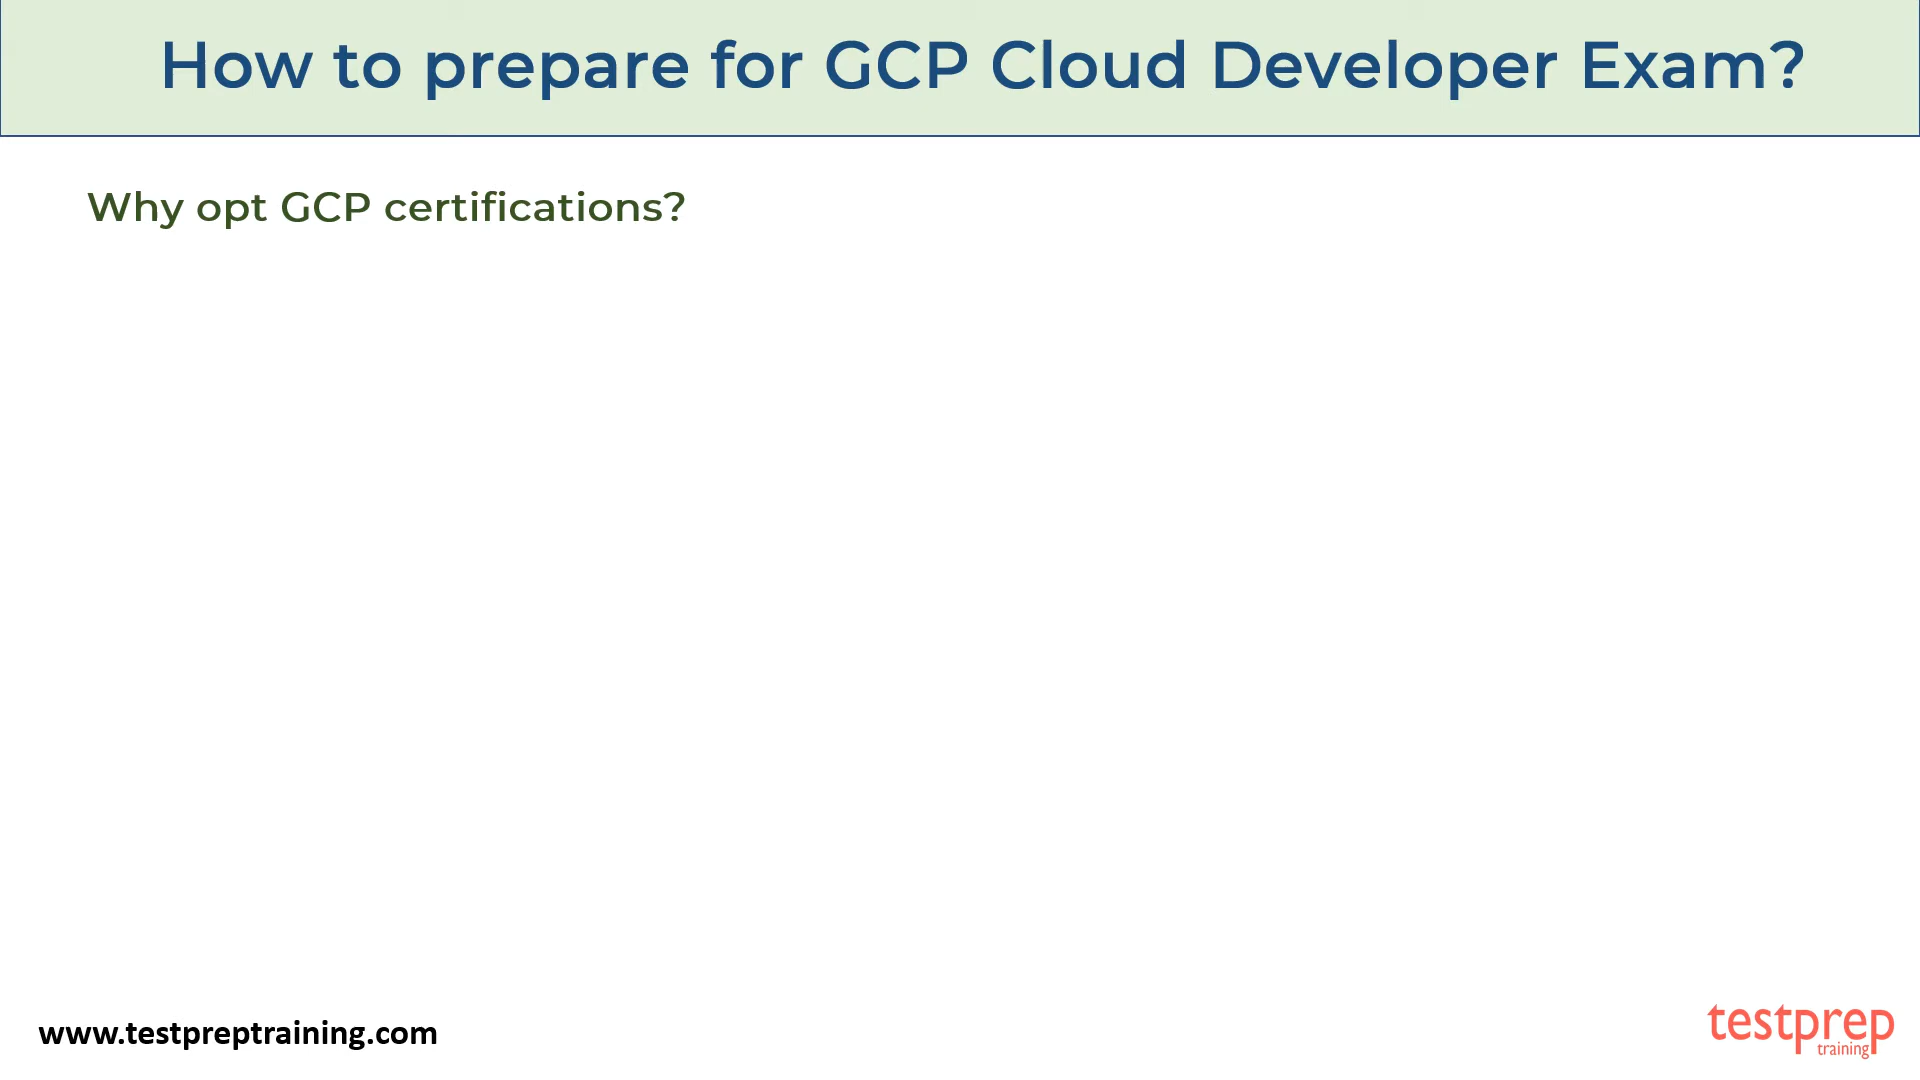 How to prepare for GCP Cloud Developer Exam?
Why opt GCP certifications?
www.testpreptraining.com
testprep
training